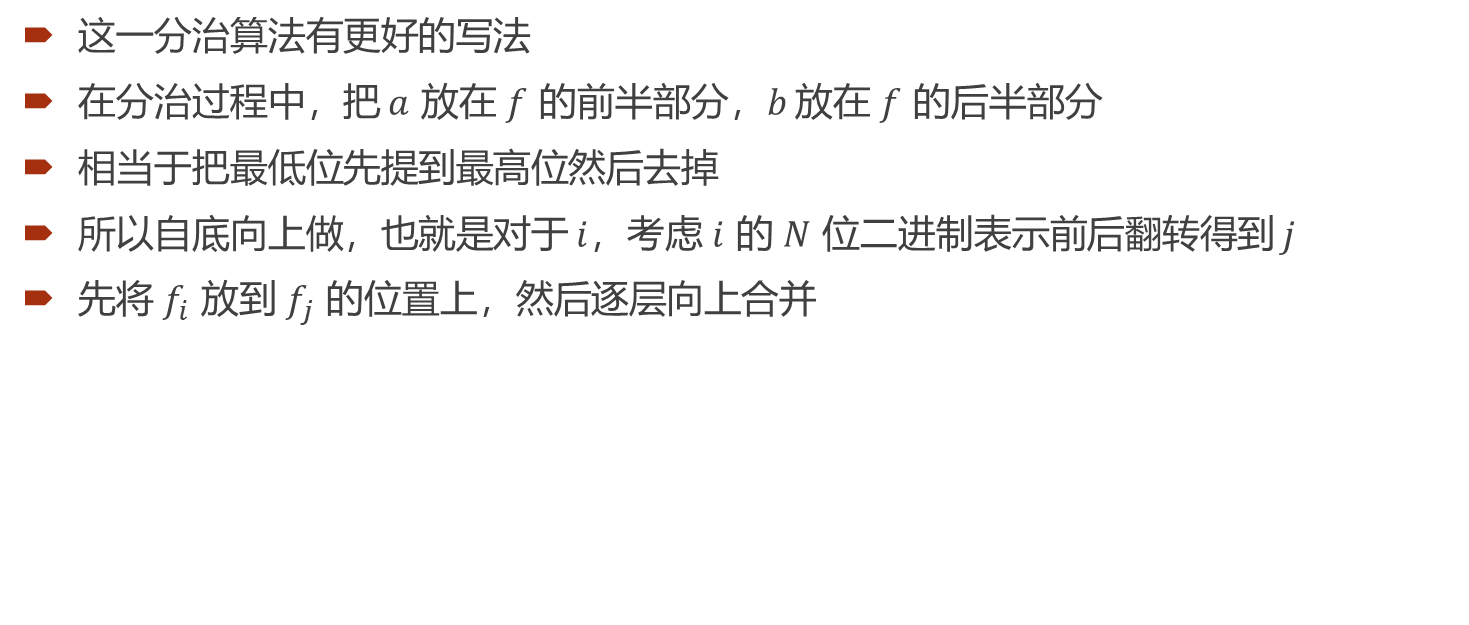 这一分治算法有更好的写法
在分治过程中，把 a 放在 f 的前半部分，b 放在 f 的后半部分
相当于把最低位先提到最高位然后去掉
所以自底向上做，也就是对于 i，考虑 i 的 N 位二进制表示前后翻转得到 j
先将 f_i 放到 f_j 的位置上，然后逐层向上合并